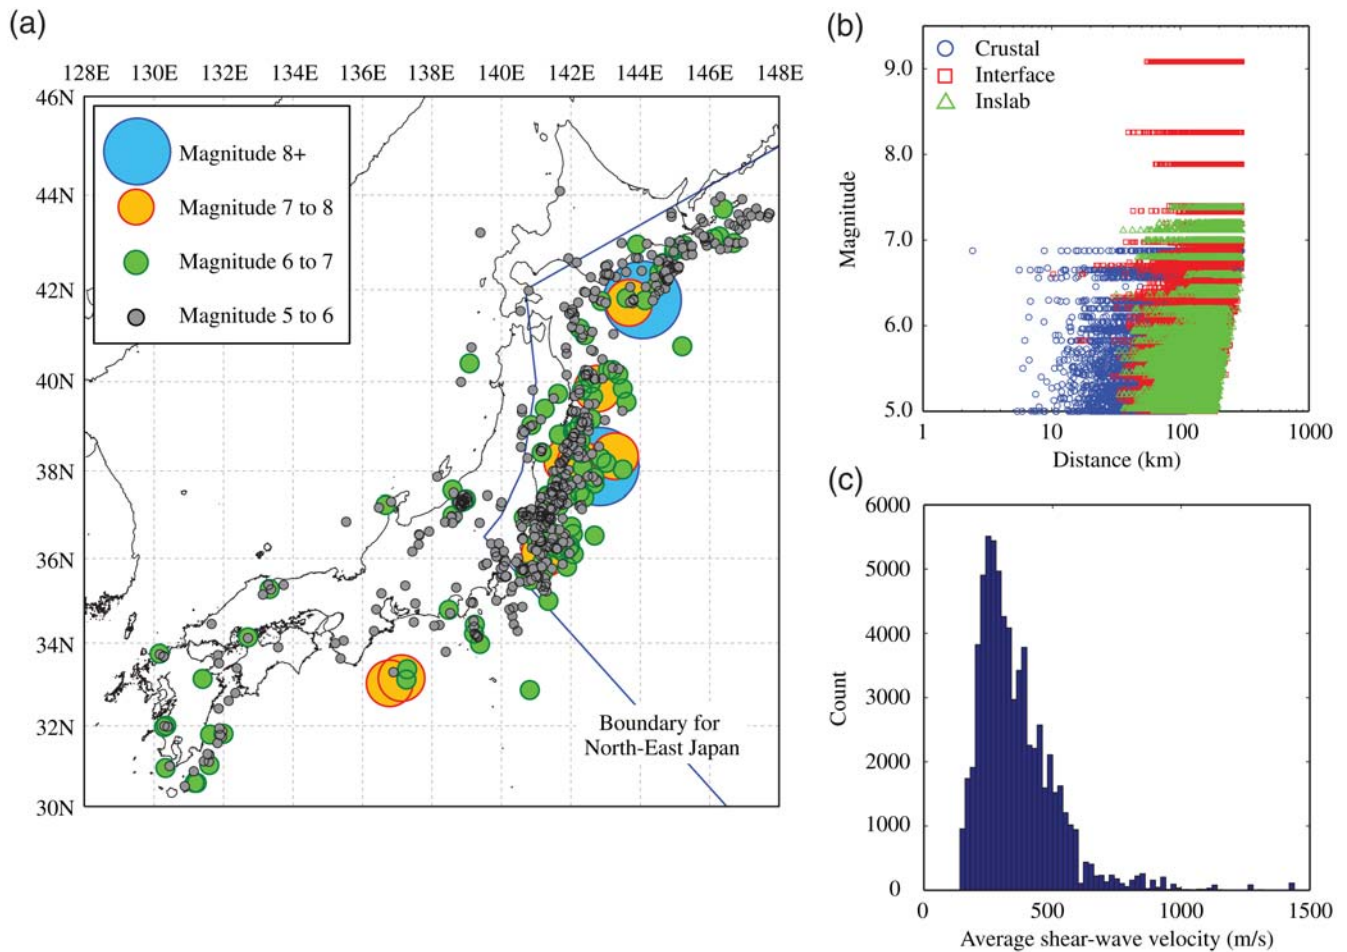 (a)
128E 130E 132E 134E 136E 138E 140E 142E 144E 146E 148E
46N
44N
42N
40N
38N
36N
34N
32N
30N
Magnitude 8+
Magnitude 7 to 8
Magnitude 6 to 7
Magnitude 5 to 6
Boundary for
North-East Japan
(b)
Crustal
Interface
Inslab
9.0
8.0
7.0
6.0
5.0
Magnitude
1 10 100 1000
Distance (km)
(c)
6000
5000
4000
3000
2000
1000
0
Count
0 500 1000 1500
Average shear-wave velocity (m/s)